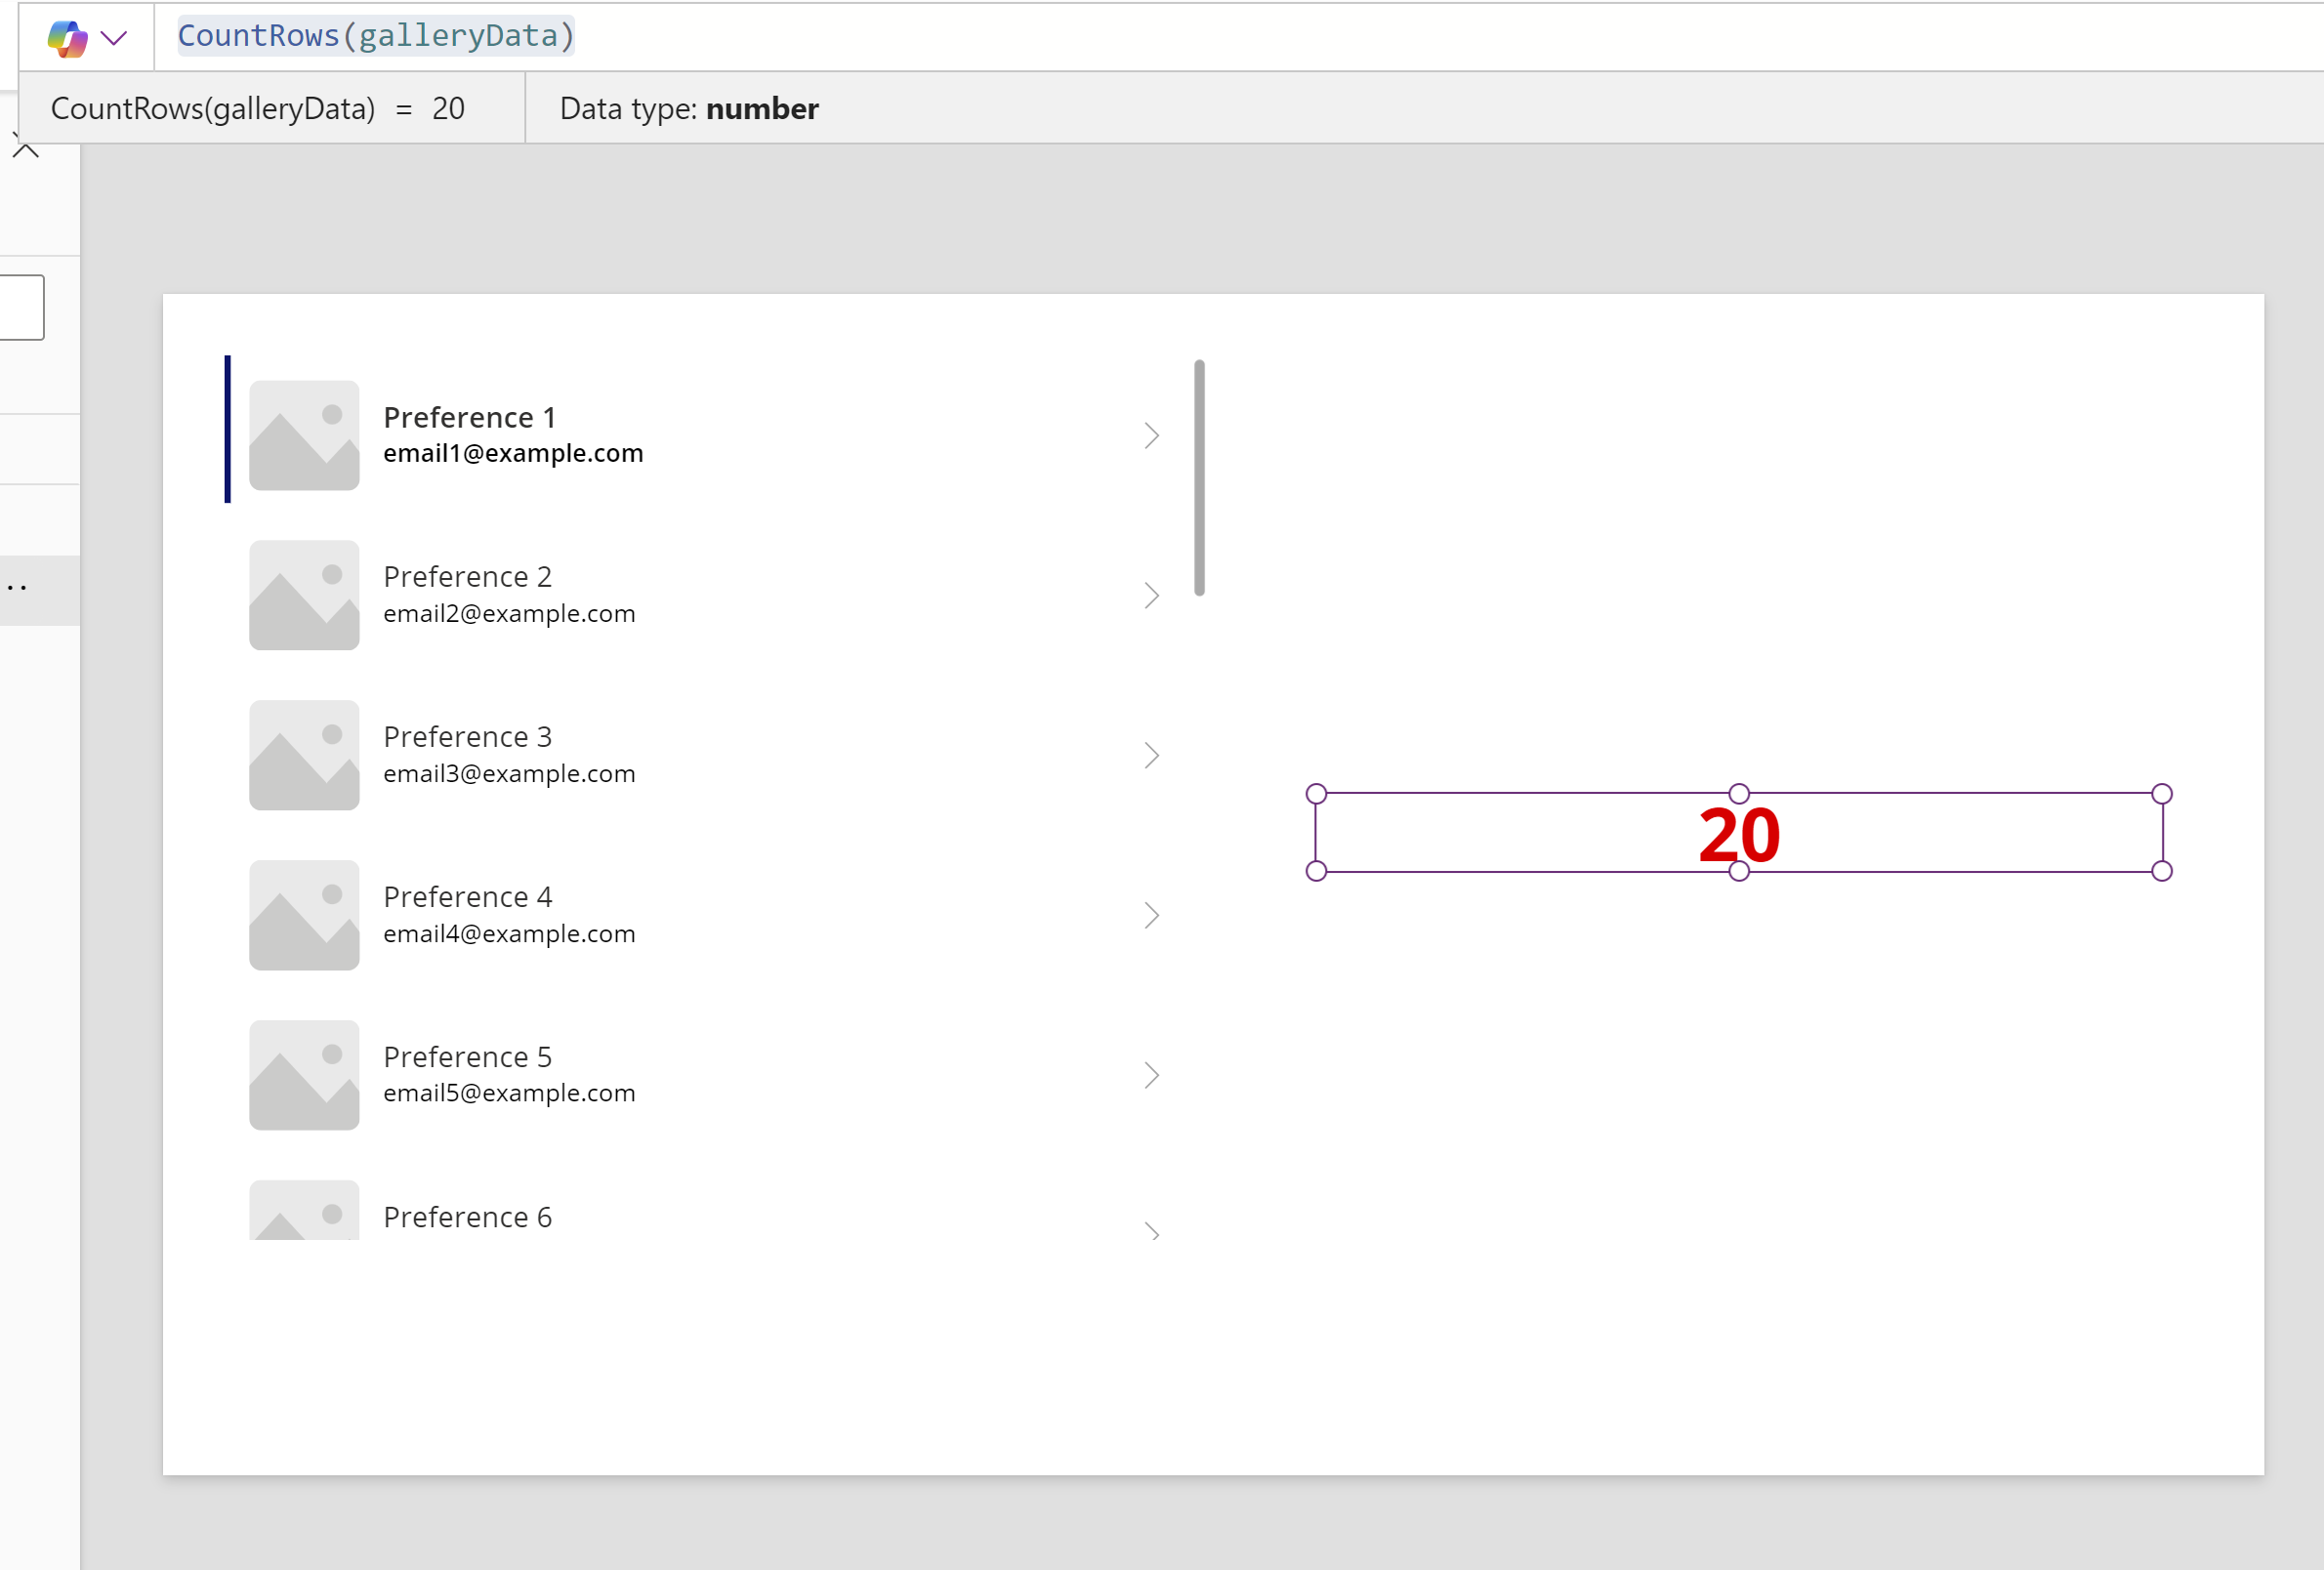 CountRows(galleryData)
CountRows(galleryData) = 20
Data type: number
Preference 1
email1@example.com
Preference 2
email2@example.com
Preference 3
email3@example.com
Preference 4
email4@example.com
Preference 5
email5@example.com
Preference 6
20